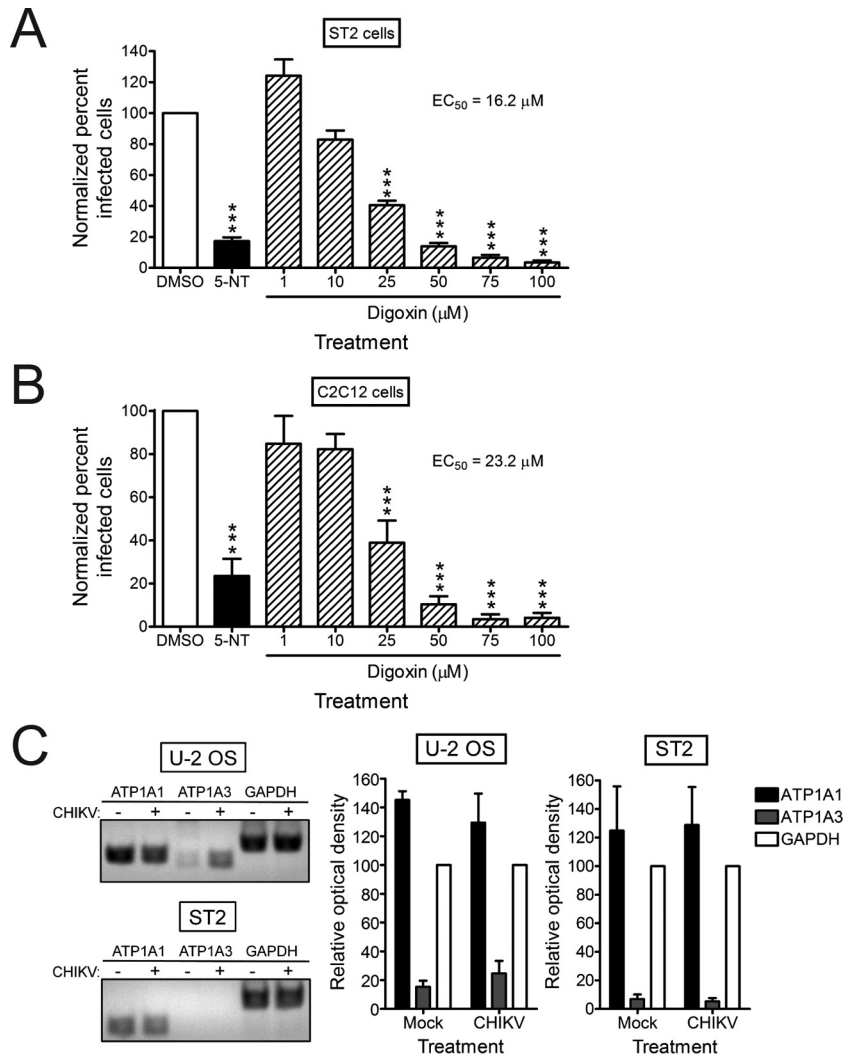 A
ST2 cells
Normalized percent
infected cells
140
120
100
80
60
40
20
0
EC50 = 16.2 μM
***
***
***
***
***
DMSO 5-NT 1 10 25 50 75 100
Digoxin (μM)
Treatment
B
C2C12 cells
Normalized percent
infected cells
100
80
60
40
20
0
EC50 = 23.2 μM
***
***
***
***
***
DMSO 5-NT 1 10 25 50 75 100
Digoxin (μM)
Treatment
C
U-2 OS
ATP1A1 ATP1A3 GAPDH
CHIKV: - + - + - +
ST2
ATP1A1 ATP1A3 GAPDH
CHIKV: - + - + - +
U-2 OS
Relative optical density
160
140
120
100
80
60
40
20
0
Mock CHIKV
Treatment
ST2
Relative optical density
160
140
120
100
80
60
40
20
0
Mock CHIKV
Treatment
ATP1A1
ATP1A3
GAPDH